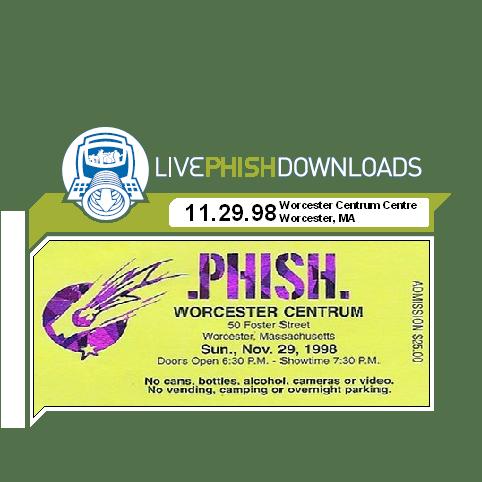 LIVEPHISHDOWNLOADS
11.29.98 Worcester Centrum Centre
Worcester, MA
.PHISH.
WORCESTER CENTRUM
50 Foster Street
Worcester, Massachusetts
Sun., Nov. 29, 1998
Doors Open 6:30 P.M. - Showtime 7:30 P.M.
No cans, bottles, alcohol, cameras or video.
No vending, camping or overnight parking.
ADMISSION $25.00